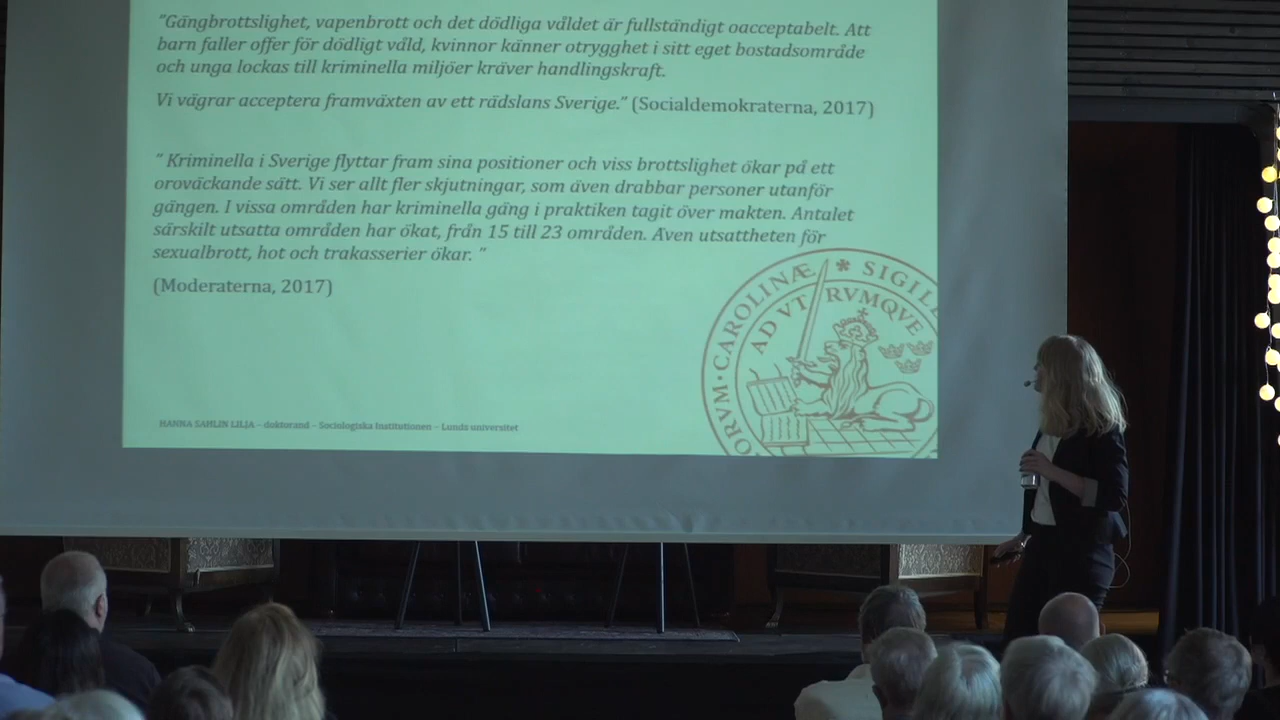 "Gängbrottslighet, vapenbrott och det dödliga våldet är fullständigt oacceptabelt. Att
barn faller offer för dödligt våld, kvinnor känner otrygghet i sitt eget bostadsområde
och unga lockas till kriminella miljöer kräver handlingskraft.
Vi vägrar acceptera framväxten av ett rädslans Sverige." (Socialdemokraterna, 2017)
" Kriminella i Sverige flyttar fram sina positioner och viss brottslighet ökar på ett
oroväckande sätt. Vi ser allt fler skjutningar, som även drabbar personer utanför
gängen. I vissa områden har kriminella gäng i praktiken tagit över makten. Antalet
särskilt utsatta områden har ökat, från 15 till 23 områden. Även utsattheten för
sexualbrott, hot och trakasserier ökar. "
(Moderaterna, 2017)
ORVM · CAROLINÆ * SIGIL
AD VTRVMQVE
HANNA SAHLIN LILJA – doktorand – Sociologiska Institutionen – Lunds universitet